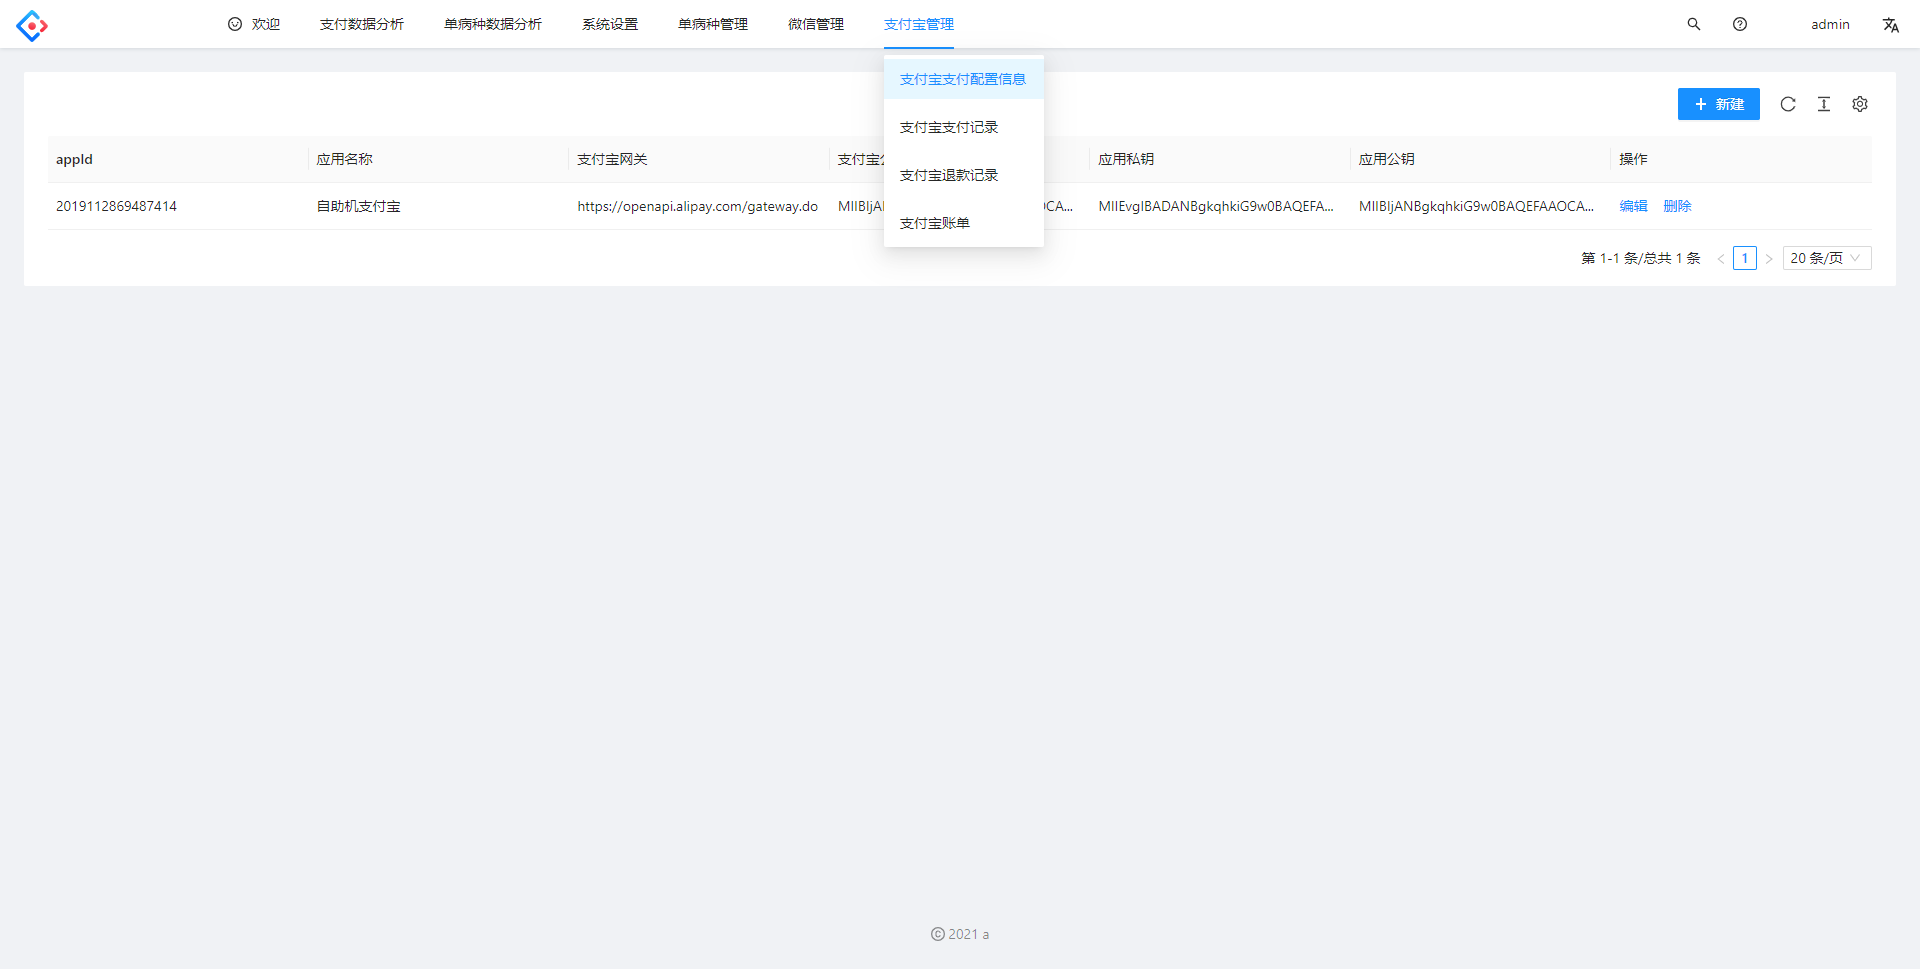 欢迎 支付数据分析 单病种数据分析 系统设置 单病种管理 微信管理 支付宝管理 admin
支付宝支付配置信息
支付宝支付记录
支付宝退款记录
支付宝账单
新建
appId 应用名称 支付宝网关 支付宝 应用私钥 应用公钥 操作
2019112869487414 自助机支付宝 https://openapi.alipay.com/gateway.do MIIBIjA OCA... MIIEvgIBADANBgkqhkiG9w0BAQEFA... MIIBIjANBgkqhkiG9w0BAQEFAAOCA... 编辑 删除
第 1-1 条/总共 1 条 < 1 > 20 条/页
© 2021 a